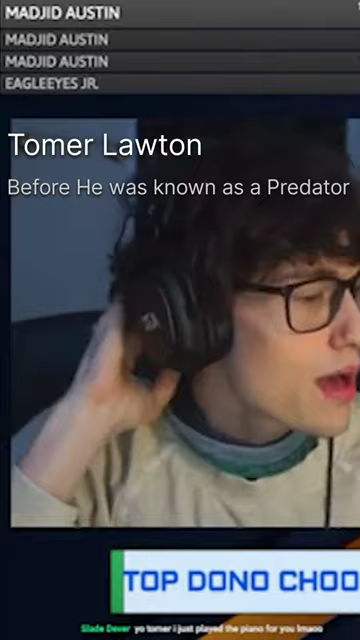 MADJID AUSTIN
MADJID AUSTIN
MADJID AUSTIN
EAGLEEYES JR.
Tomer Lawton
Before He was known as a Predator
TOP DONO CHOO
Slade Dever yo tomer i just played the piano for you lmaoo